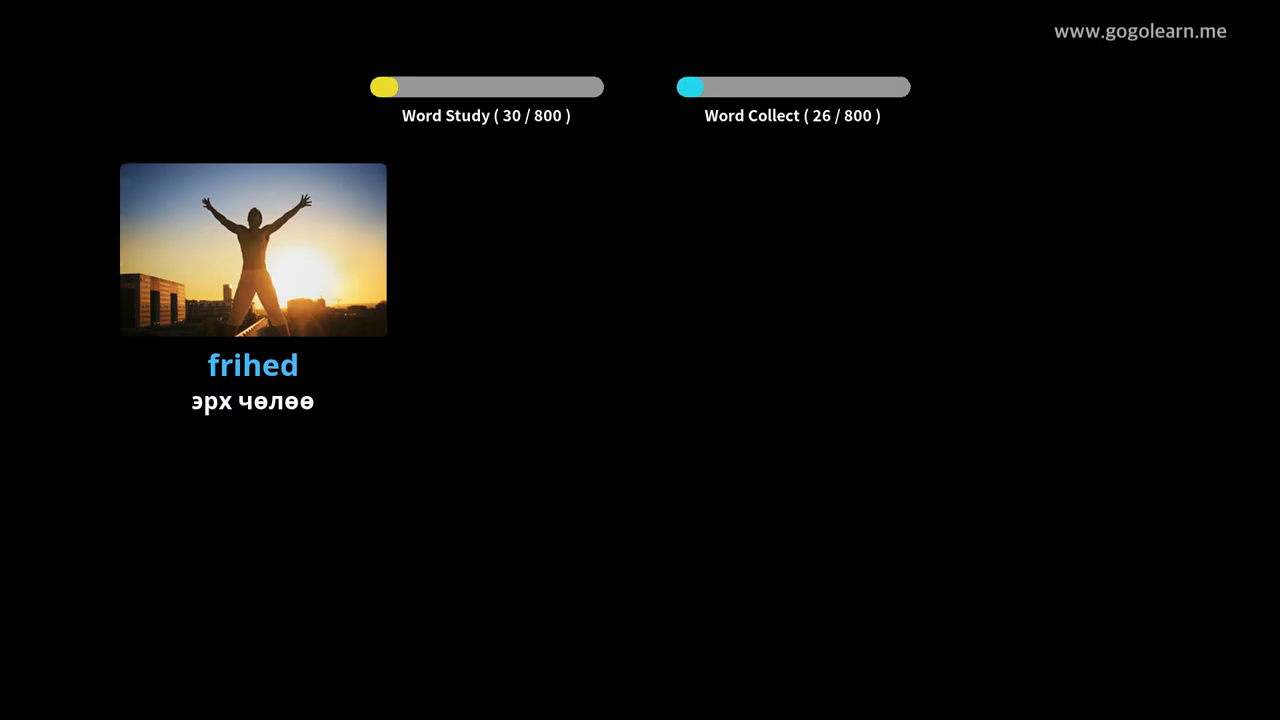 www.gogolearn.me
Word Study ( 30 / 800 )
Word Collect ( 26 / 800 )
frihed
эрх чөлөө